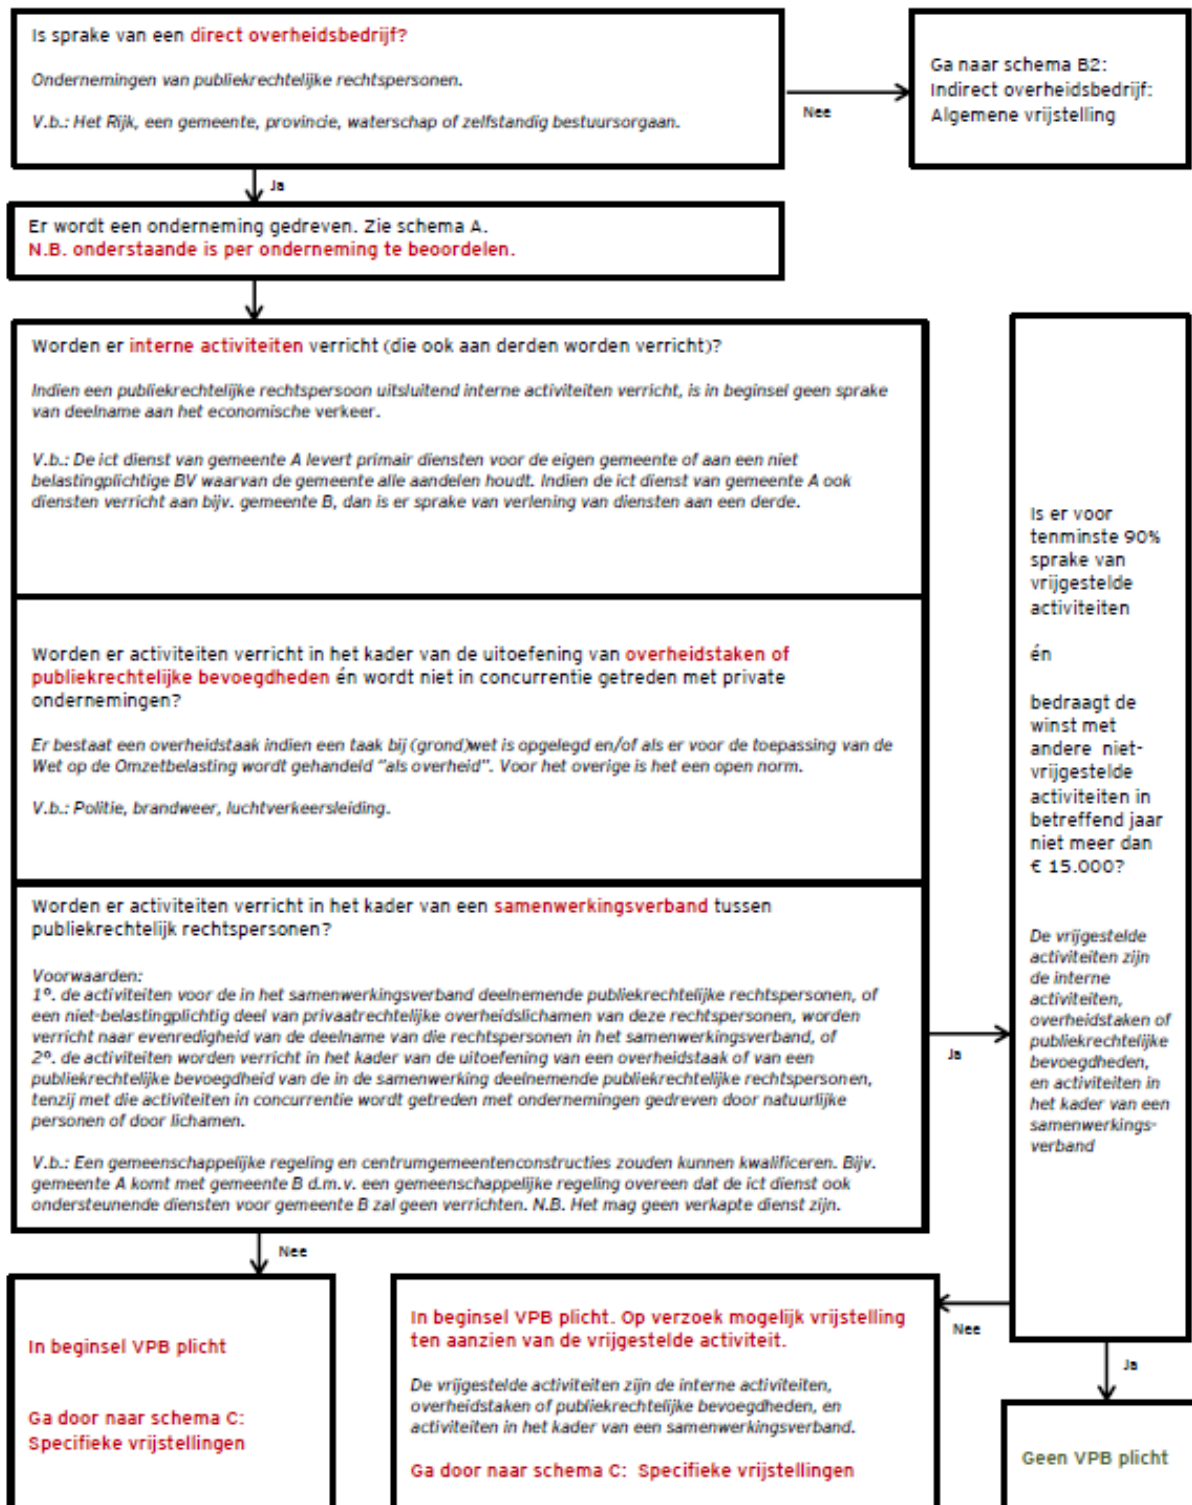 Is sprake van een direct overheidsbedrijf?
Ondernemingen van publiekrechtelijke rechtspersonen.
V.b.: Het Rijk, een gemeente, provincie, waterschap of zelfstandig bestuursorgaan.
Nee
Ga naar schema B2:
Indirect overheidsbedrijf:
Algemene vrijstelling
Ja
Er wordt een onderneming gedreven. Zie schema A.
N.B. onderstaande is per onderneming te beoordelen.
Worden er interne activiteiten verricht (die ook aan derden worden verricht)?
Indien een publiekrechtelijke rechtspersoon uitsluitend interne activiteiten verricht, is in beginsel geen sprake
van deelname aan het economische verkeer.
V.b.: De ict dienst van gemeente A levert primair diensten voor de eigen gemeente of aan een niet
belastingplichtige BV waarvan de gemeente alle aandelen houdt. Indien de ict dienst van gemeente A ook
diensten verricht aan bijv. gemeente B, dan is er sprake van verlening van diensten aan een derde.
Worden er activiteiten verricht in het kader van de uitoefening van overheidstaken of
publiekrechtelijke bevoegdheden én wordt niet in concurrentie getreden met private
ondernemingen?
Er bestaat een overheidstaak indien een taak bij (grond)wet is opgelegd en/of als er voor de toepassing van de
Wet op de Omzetbelasting wordt gehandeld "als overheid". Voor het overige is het een open norm.
V.b.: Politie, brandweer, luchtverkeersleiding.
Worden er activiteiten verricht in het kader van een samenwerkingsverband tussen
publiekrechtelijk rechtspersonen?
Voorwaarden:
1º. de activiteiten voor de in het samenwerkingsverband deelnemende publiekrechtelijke rechtspersonen, of
een niet-belastingplichtig deel van privaatrechtelijke overheidslichamen van deze rechtspersonen, worden
verricht naar evenredigheid van de deelname van die rechtspersonen in het samenwerkingsverband, of
2º. de activiteiten worden verricht in het kader van de uitoefening van een overheidstaak of van een
publiekrechtelijke bevoegdheid van de in de samenwerking deelnemende publiekrechtelijke rechtspersonen,
tenzij met die activiteiten in concurrentie wordt getreden met ondernemingen gedreven door natuurlijke
personen of door lichamen.
V.b.: Een gemeenschappelijke regeling en centrumgemeentenconstructies zouden kunnen kwalificeren. Bijv.
gemeente A komt met gemeente B d.m.v. een gemeenschappelijke regeling overeen dat de ict dienst ook
ondersteunende diensten voor gemeente B zal geen verrichten. N.B. Het mag geen verkapte dienst zijn.
Ja
Is er voor
tenminste 90%
sprake van
vrijgestelde
activiteiten
én
bedraagt de
winst met
andere niet-
vrijgestelde
activiteiten in
betreffend jaar
niet meer dan
€ 15.000?
De vrijgestelde
activiteiten zijn
de interne
activiteiten,
overheidstaken of
publiekrechtelijke
bevoegdheden,
en activiteiten in
het kader van een
samenwerkings-
verband
Nee
In beginsel VPB plicht
Ga door naar schema C:
Specifieke vrijstellingen
In beginsel VPB plicht. Op verzoek mogelijk vrijstelling
ten aanzien van de vrijgestelde activiteit.
De vrijgestelde activiteiten zijn de interne activiteiten,
overheidstaken of publiekrechtelijke bevoegdheden, en
activiteiten in het kader van een samenwerkingsverband.
Ga door naar schema C: Specifieke vrijstellingen
Nee
Ja
Geen VPB plicht